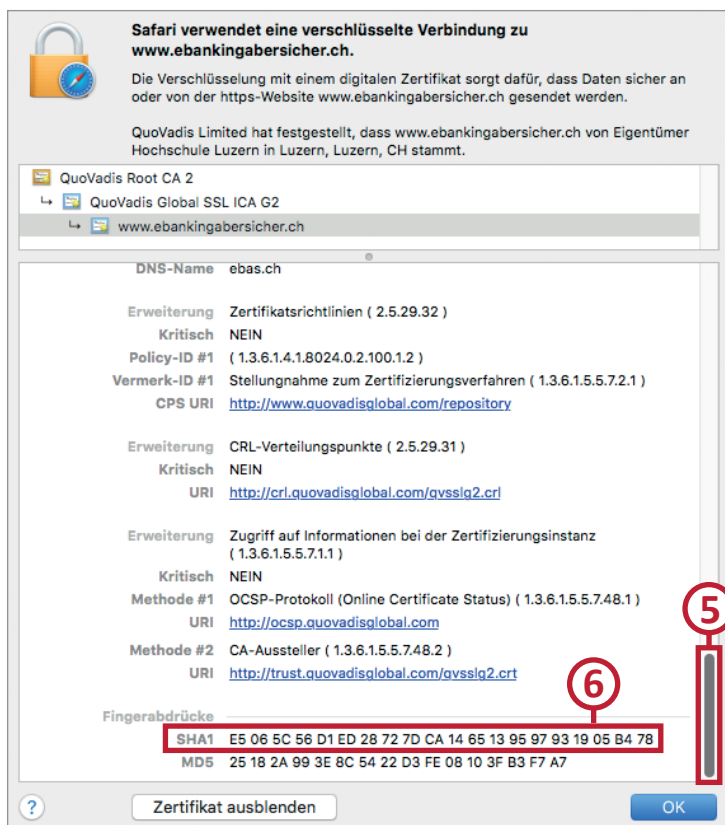 Safari verwendet eine verschlüsselte Verbindung zu
www.ebankingabersicher.ch.
Die Verschlüsselung mit einem digitalen Zertifikat sorgt dafür, dass Daten sicher an
oder von der https-Website www.ebankingabersicher.ch gesendet werden.
QuoVadis Limited hat festgestellt, dass www.ebankingabersicher.ch von Eigentümer
Hochschule Luzern in Luzern, Luzern, CH stammt.
QuoVadis Root CA 2
QuoVadis Global SSL ICA G2
www.ebankingabersicher.ch
DNS-Name ebas.ch
Erweiterung Zertifikatsrichtlinien ( 2.5.29.32 )
Kritisch NEIN
Policy-ID #1 ( 1.3.6.1.4.1.8024.0.2.100.1.2 )
Vermerk-ID #1 Stellungnahme zum Zertifizierungsverfahren ( 1.3.6.1.5.5.7.2.1 )
CPS URI http://www.quovadisglobal.com/repository
Erweiterung CRL-Verteilungspunkte ( 2.5.29.31 )
Kritisch NEIN
URI http://crl.quovadisglobal.com/qvsslg2.crl
Erweiterung Zugriff auf Informationen bei der Zertifizierungsinstanz
( 1.3.6.1.5.5.7.1.1 )
Kritisch NEIN
Methode #1 OCSP-Protokoll (Online Certificate Status) ( 1.3.6.1.5.5.7.48.1 )
URI http://ocsp.quovadisglobal.com
5
Methode #2 CA-Aussteller ( 1.3.6.1.5.5.7.48.2 )
URI http://trust.quovadisglobal.com/qvsslg2.crt
6
Fingerabdrücke
SHA1 E5 06 5C 56 D1 ED 28 72 7D CA 14 65 13 95 97 93 19 05 B4 78
MD5 25 18 2A 99 3E 8C 54 22 D3 FE 08 10 3F B3 F7 A7
? Zertifikat ausblenden OK